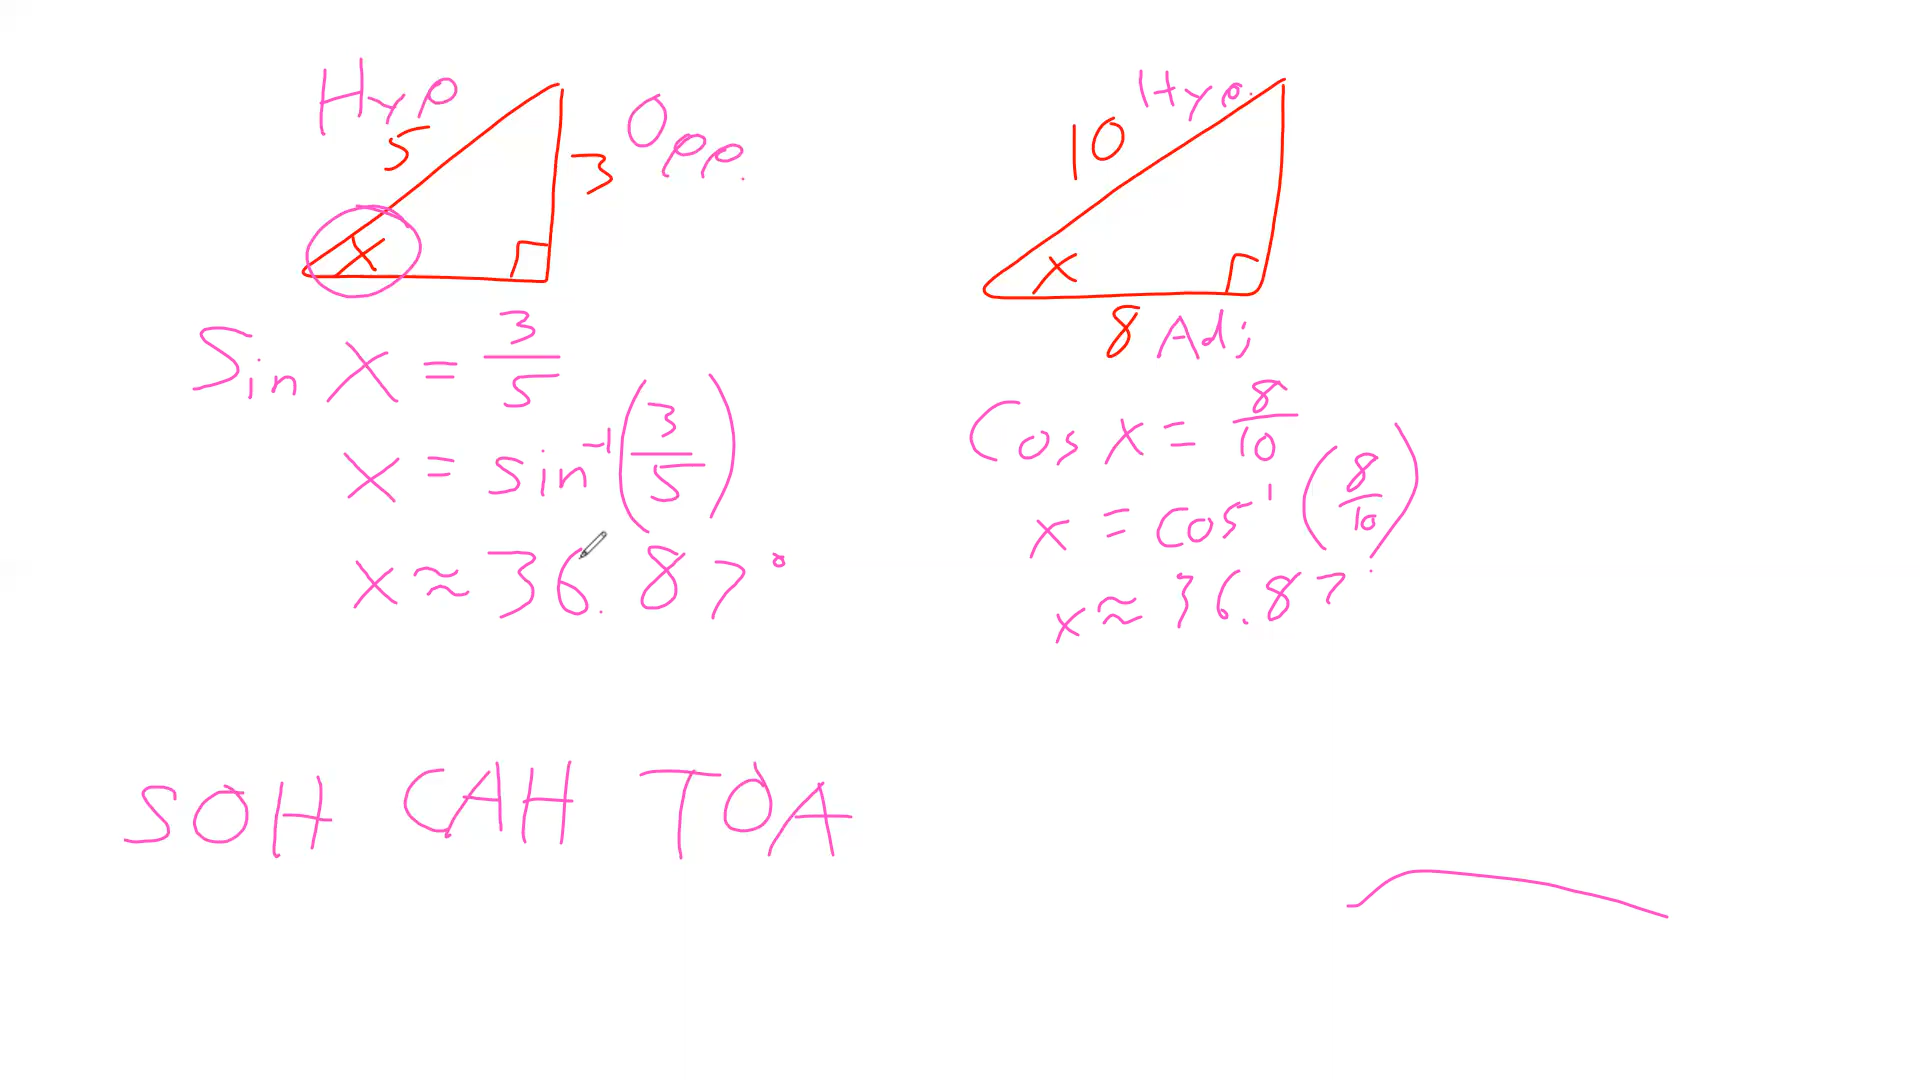 Hyp
5
3
Opp.
x
Sin x = 3/5
x = sin⁻¹(3/5)
x ≈ 36.87°
Hyp.
10
x
8 Adj
Cos x = 8/10
x = cos⁻¹(8/10)
x ≈ 36.87°
SOH CAH TOA